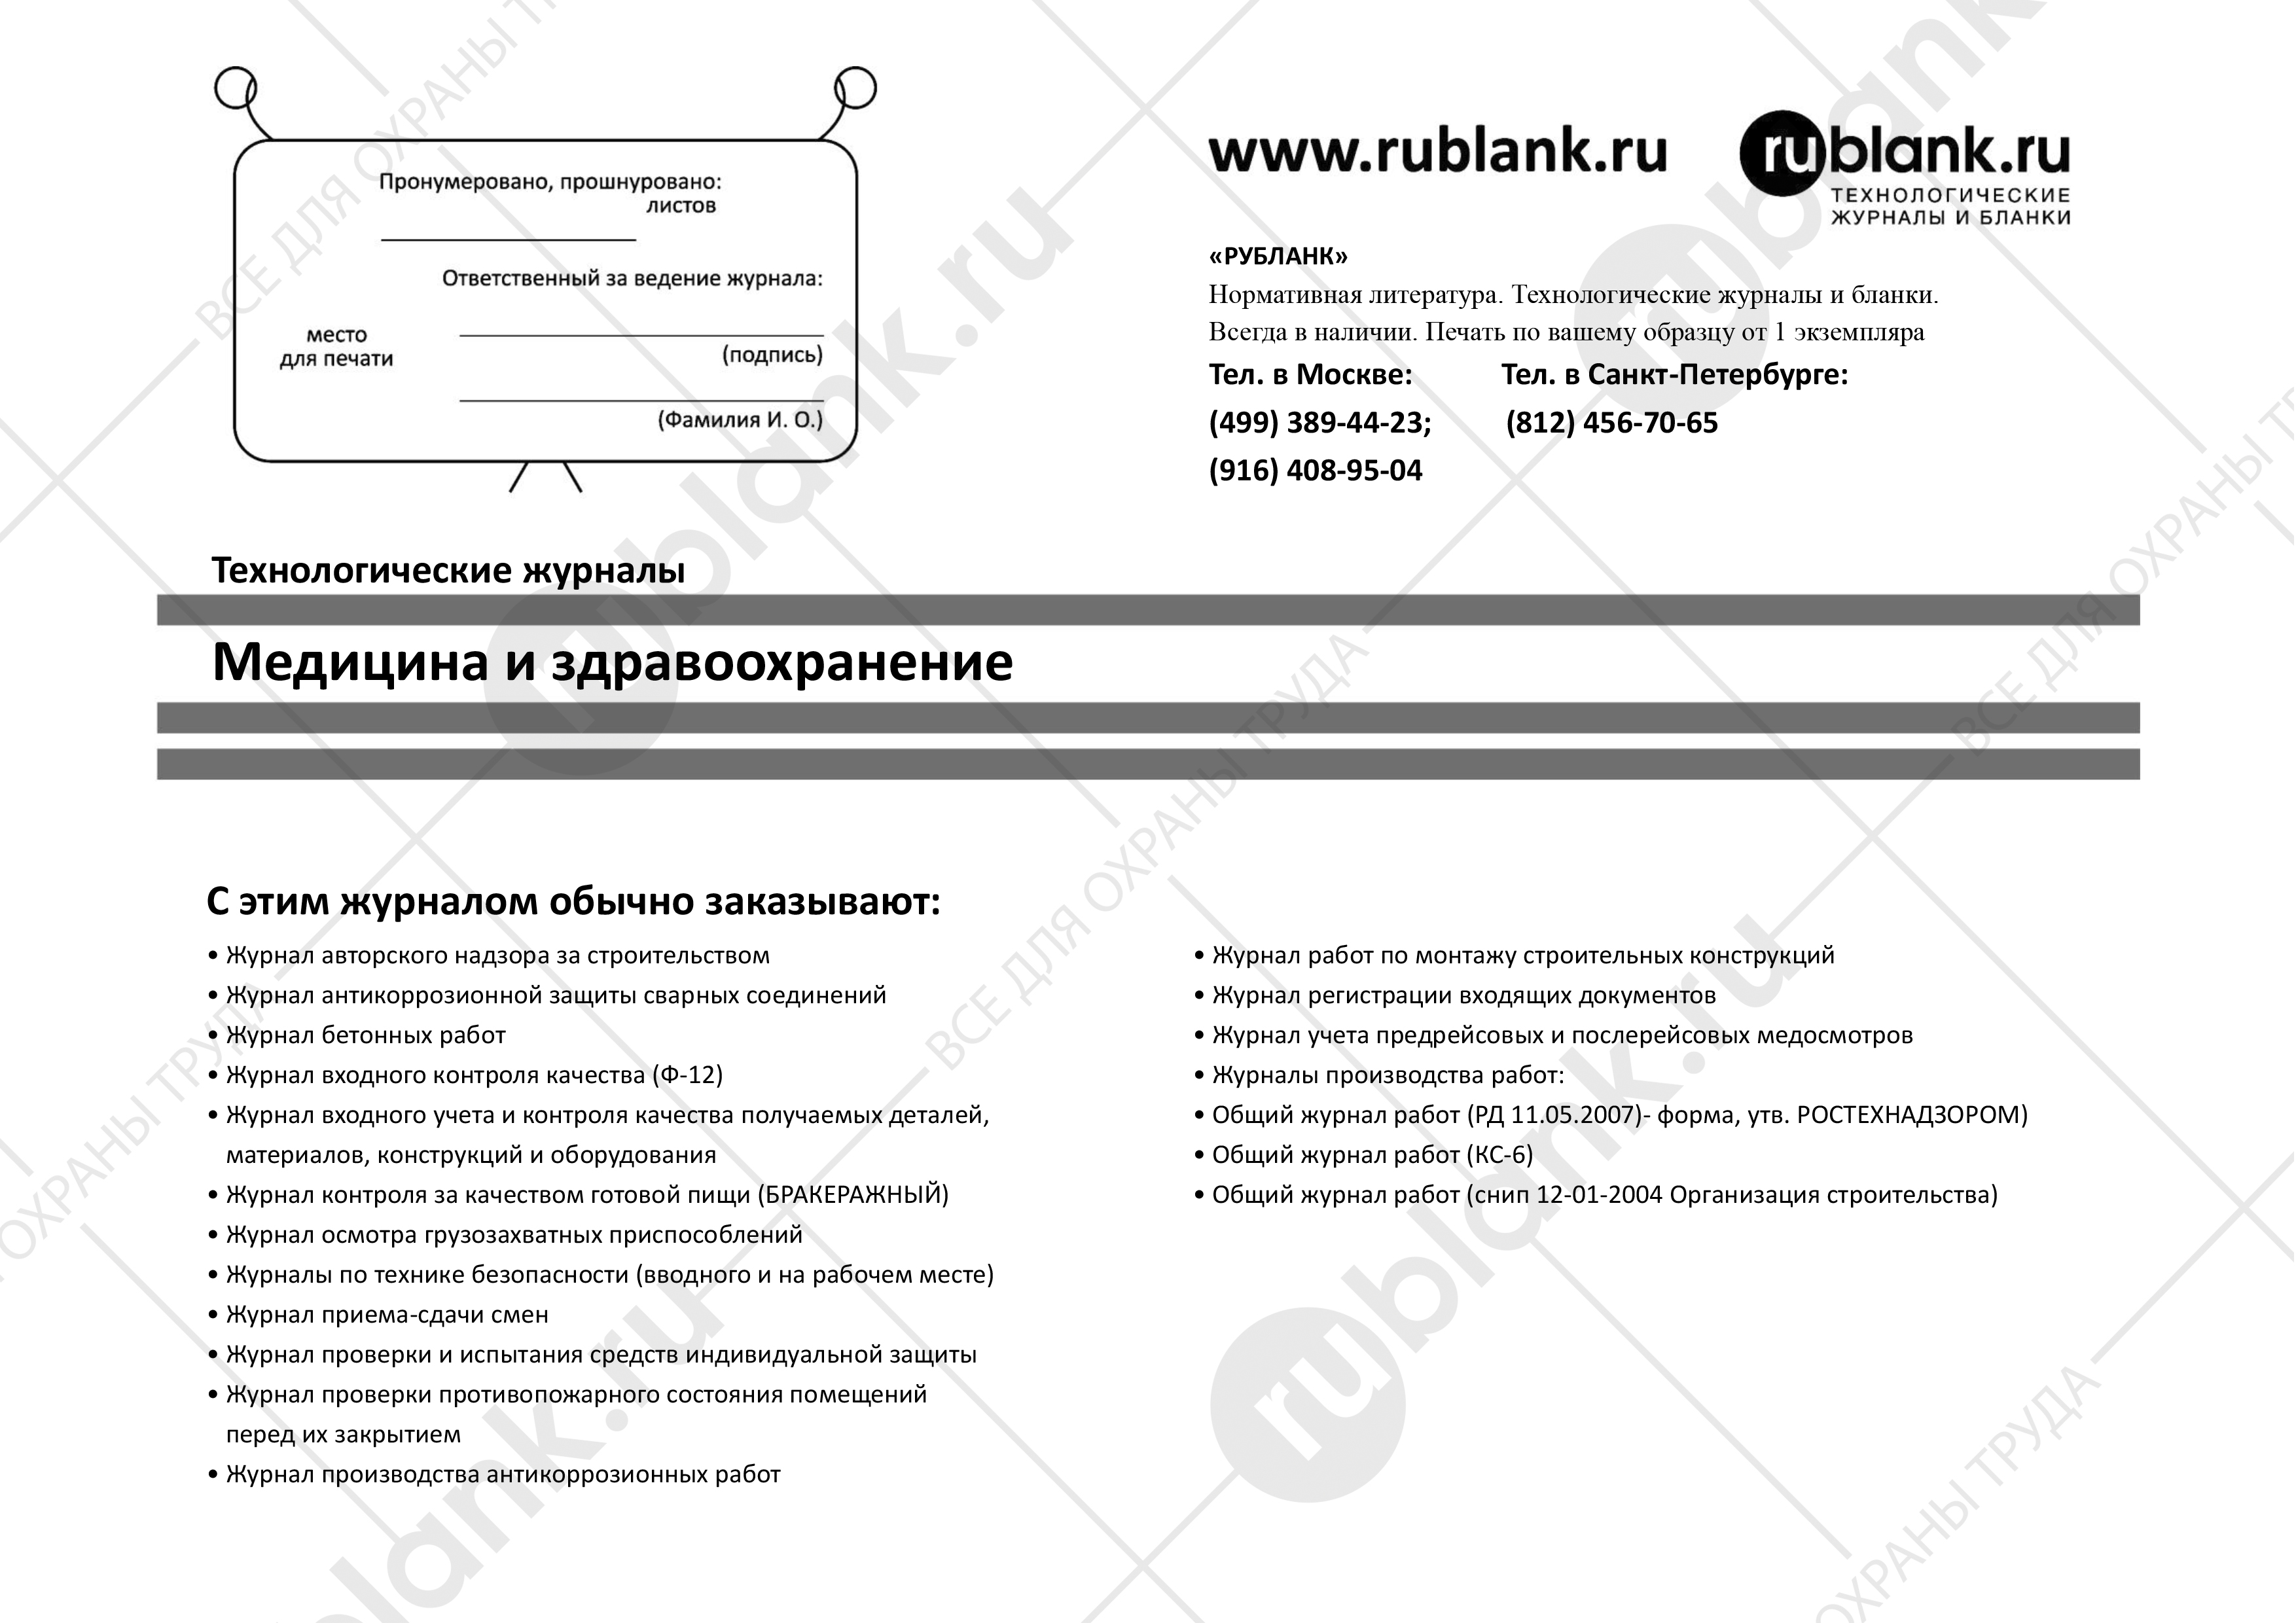 Пронумеровано, прошнуровано:
листов
Ответственный за ведение журнала:
место
для печати
(подпись)
(Фамилия И. О.)
www.rublank.ru
rublank.ru
ТЕХНОЛОГИЧЕСКИЕ
ЖУРНАЛЫ И БЛАНКИ
«РУБЛАНК»
Нормативная литература. Технологические журналы и бланки.
Всегда в наличии. Печать по вашему образцу от 1 экземпляра
Тел. в Москве: Тел. в Санкт-Петербурге:
(499) 389-44-23; (812) 456-70-65
(916) 408-95-04
Технологические журналы
Медицина и здравоохранение
С этим журналом обычно заказывают:
• Журнал авторского надзора за строительством
• Журнал антикоррозионной защиты сварных соединений
• Журнал бетонных работ
• Журнал входного контроля качества (Ф-12)
• Журнал входного учета и контроля качества получаемых деталей,
материалов, конструкций и оборудования
• Журнал контроля за качеством готовой пищи (БРАКЕРАЖНЫЙ)
• Журнал осмотра грузозахватных приспособлений
• Журналы по технике безопасности (вводного и на рабочем месте)
• Журнал приема-сдачи смен
• Журнал проверки и испытания средств индивидуальной защиты
• Журнал проверки противопожарного состояния помещений
перед их закрытием
• Журнал производства антикоррозионных работ
• Журнал работ по монтажу строительных конструкций
• Журнал регистрации входящих документов
• Журнал учета предрейсовых и послерейсовых медосмотров
• Журналы производства работ:
• Общий журнал работ (РД 11.05.2007)- форма, утв. РОСТЕХНАДЗОРОМ)
• Общий журнал работ (КС-6)
• Общий журнал работ (снип 12-01-2004 Организация строительства)
rublank.ru
ВСЕ ДЛЯ ОХРАНЫ ТРУДА